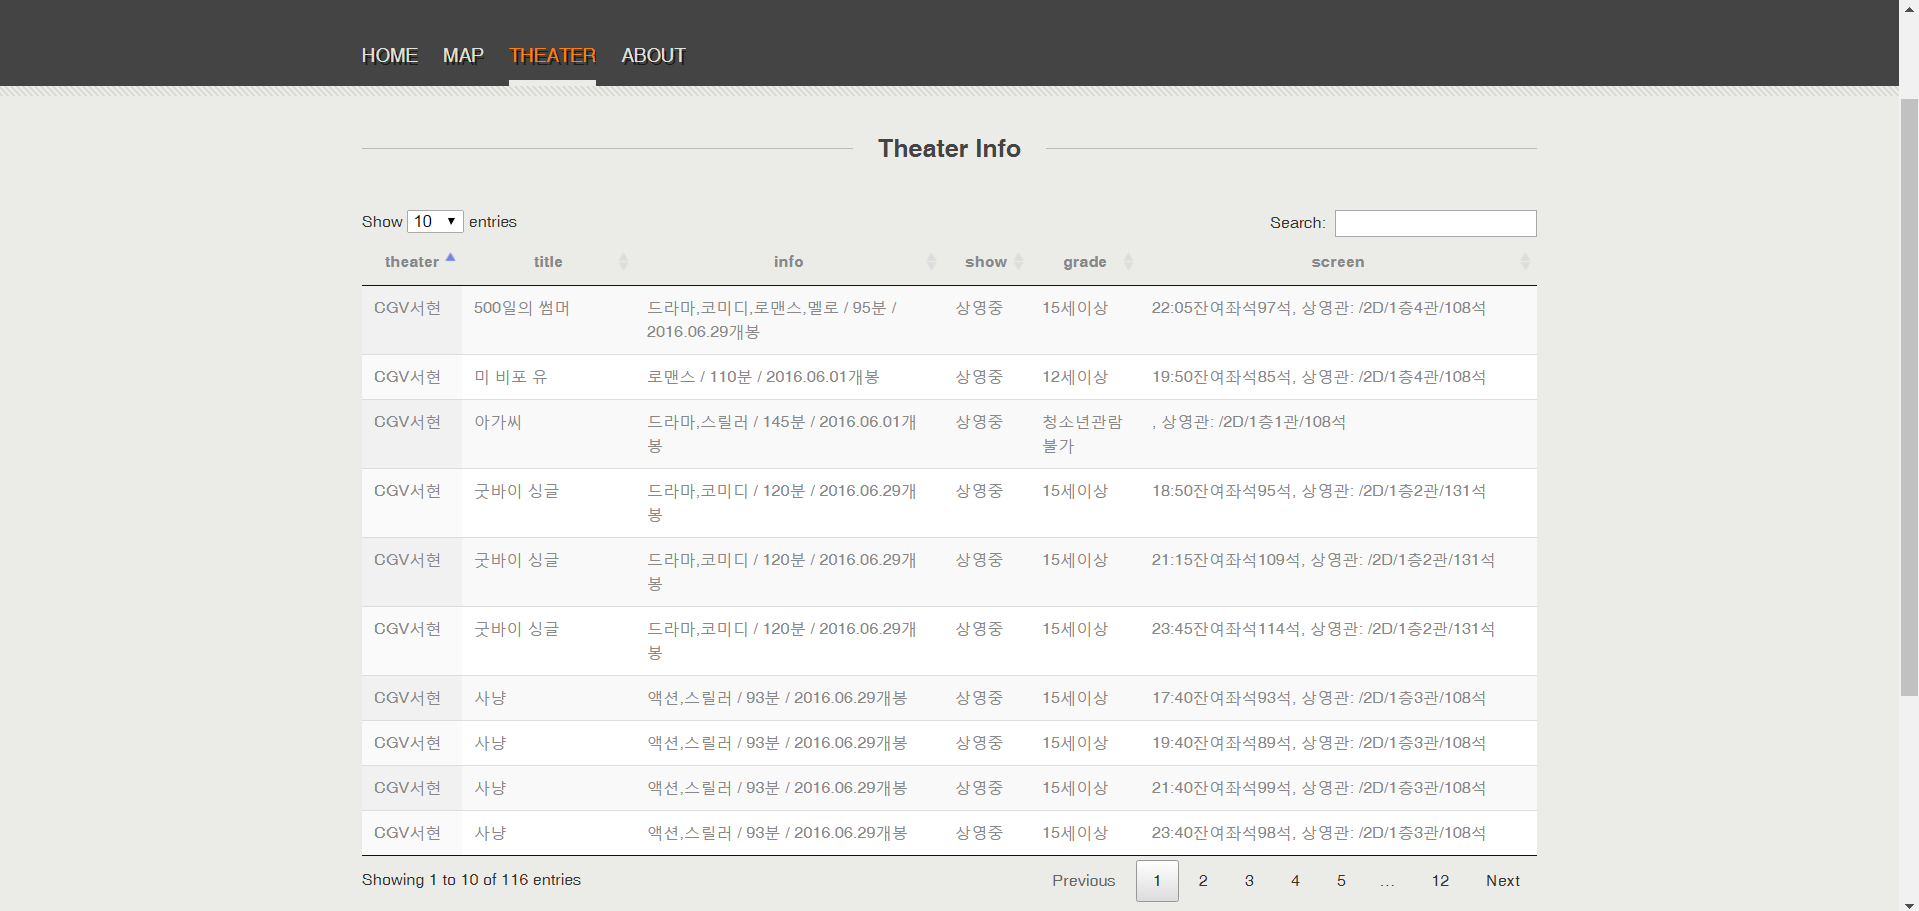 HOME MAP THEATER ABOUT
Theater Info
Show 10 entries Search:
theater title info show grade screen
CGV서현 500일의 썸머 드라마,코미디,로맨스,멜로 / 95분 / 상영중 15세이상 22:05잔여좌석97석, 상영관: /2D/1층4관/108석
2016.06.29개봉
CGV서현 미 비포 유 로맨스 / 110분 / 2016.06.01개봉 상영중 12세이상 19:50잔여좌석85석, 상영관: /2D/1층4관/108석
CGV서현 아가씨 드라마,스릴러 / 145분 / 2016.06.01개 상영중 청소년관람 , 상영관: /2D/1층1관/108석
봉 불가
CGV서현 굿바이 싱글 드라마,코미디 / 120분 / 2016.06.29개 상영중 15세이상 18:50잔여좌석95석, 상영관: /2D/1층2관/131석
봉
CGV서현 굿바이 싱글 드라마,코미디 / 120분 / 2016.06.29개 상영중 15세이상 21:15잔여좌석109석, 상영관: /2D/1층2관/131석
봉
CGV서현 굿바이 싱글 드라마,코미디 / 120분 / 2016.06.29개 상영중 15세이상 23:45잔여좌석114석, 상영관: /2D/1층2관/131석
봉
CGV서현 사냥 액션,스릴러 / 93분 / 2016.06.29개봉 상영중 15세이상 17:40잔여좌석93석, 상영관: /2D/1층3관/108석
CGV서현 사냥 액션,스릴러 / 93분 / 2016.06.29개봉 상영중 15세이상 19:40잔여좌석89석, 상영관: /2D/1층3관/108석
CGV서현 사냥 액션,스릴러 / 93분 / 2016.06.29개봉 상영중 15세이상 21:40잔여좌석99석, 상영관: /2D/1층3관/108석
CGV서현 사냥 액션,스릴러 / 93분 / 2016.06.29개봉 상영중 15세이상 23:40잔여좌석98석, 상영관: /2D/1층3관/108석
Showing 1 to 10 of 116 entries Previous 1 2 3 4 5 … 12 Next